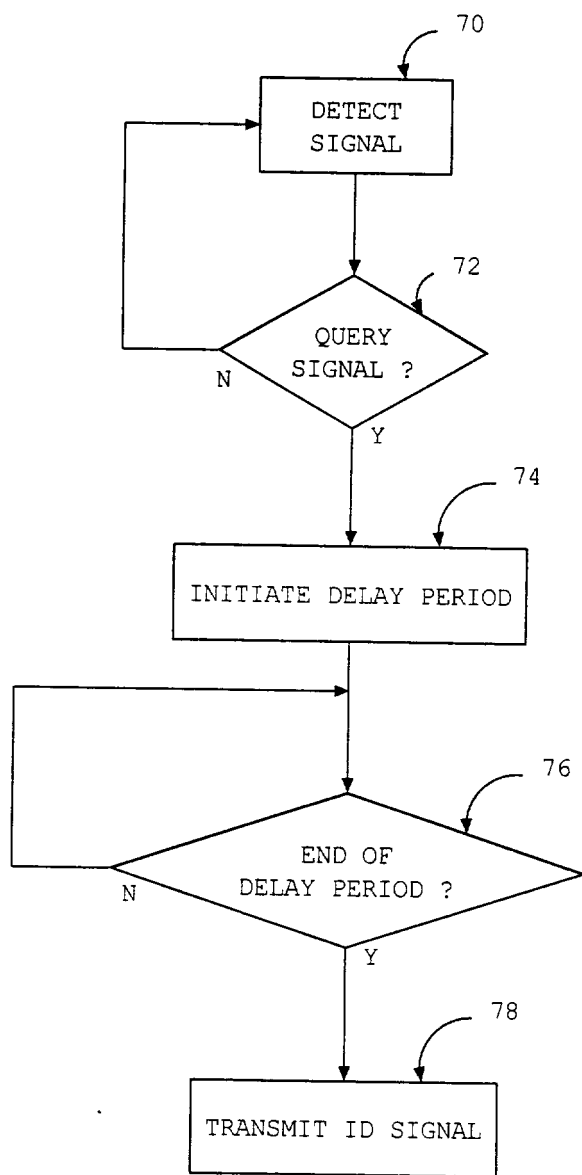 70
DETECT
SIGNAL
72
QUERY
SIGNAL ?
N
Y
74
INITIATE DELAY PERIOD
76
END OF
DELAY PERIOD ?
N
Y
78
TRANSMIT ID SIGNAL